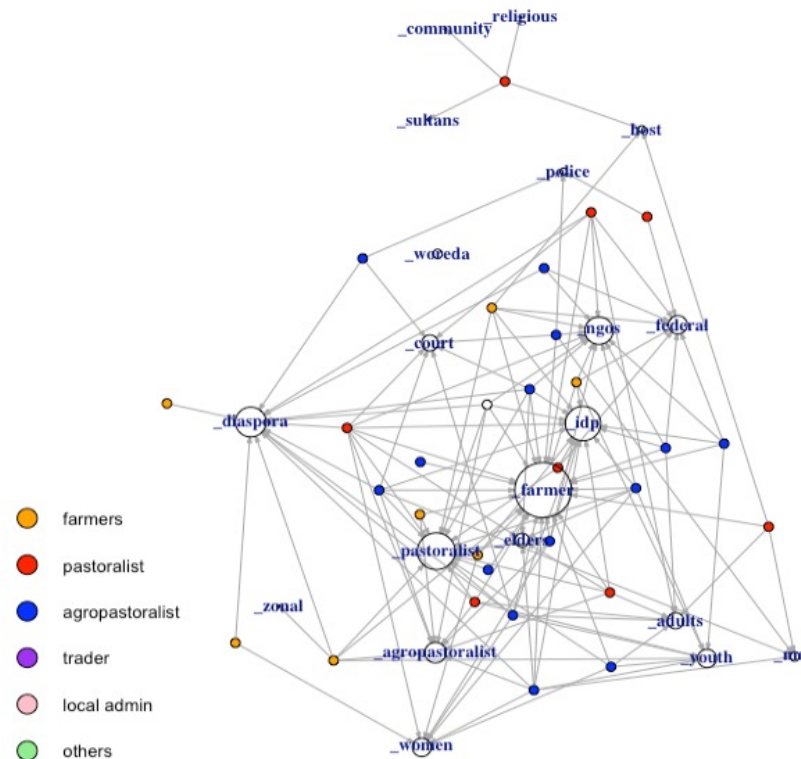 _religious
_community
_sultans
_host
_police
_woreda
_ngos
_federal
_court
_diaspora
_idp
_farmer
farmers
_elders
_pastoralist
pastoralist
_zonal
agropastoralist
_adults
_agropastoralist
_youth
trader
local admin
_women
others